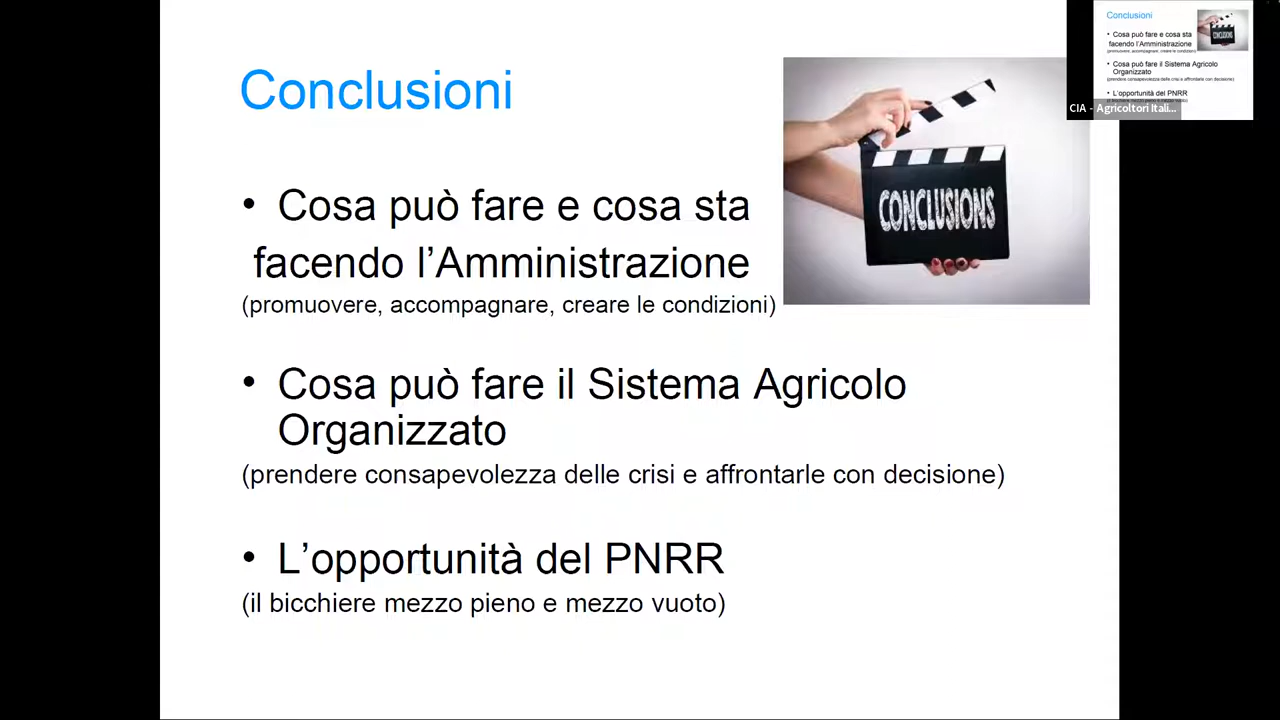 Conclusioni
• Cosa può fare e cosa sta
facendo l’Amministrazione
(promuovere, accompagnare, creare le condizioni)
• Cosa può fare il Sistema Agricolo
Organizzato
(prendere consapevolezza delle crisi e affrontarle con decisione)
• L’opportunità del PNRR
(il bicchiere mezzo pieno e mezzo vuoto)
CONCLUSIONS
Conclusioni
• Cosa può fare e cosa sta
facendo l’Amministrazione
(promuovere, accompagnare, creare le condizioni)
• Cosa può fare il Sistema Agricolo
Organizzato
(prendere consapevolezza delle crisi e affrontarle con decisione)
• L’opportunità del PNRR
CONCLUSIONS
CIA - Agricoltori Itali...